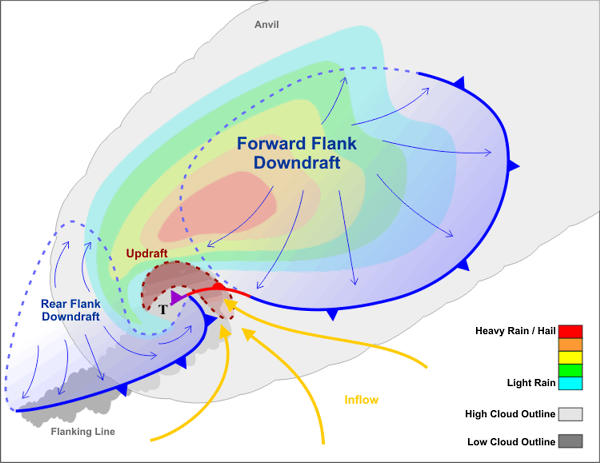 Anvil
Forward Flank
Downdraft
Updraft
Rear Flank
Downdraft
T
Inflow
Flanking Line
Heavy Rain / Hail
Light Rain
High Cloud Outline
Low Cloud Outline